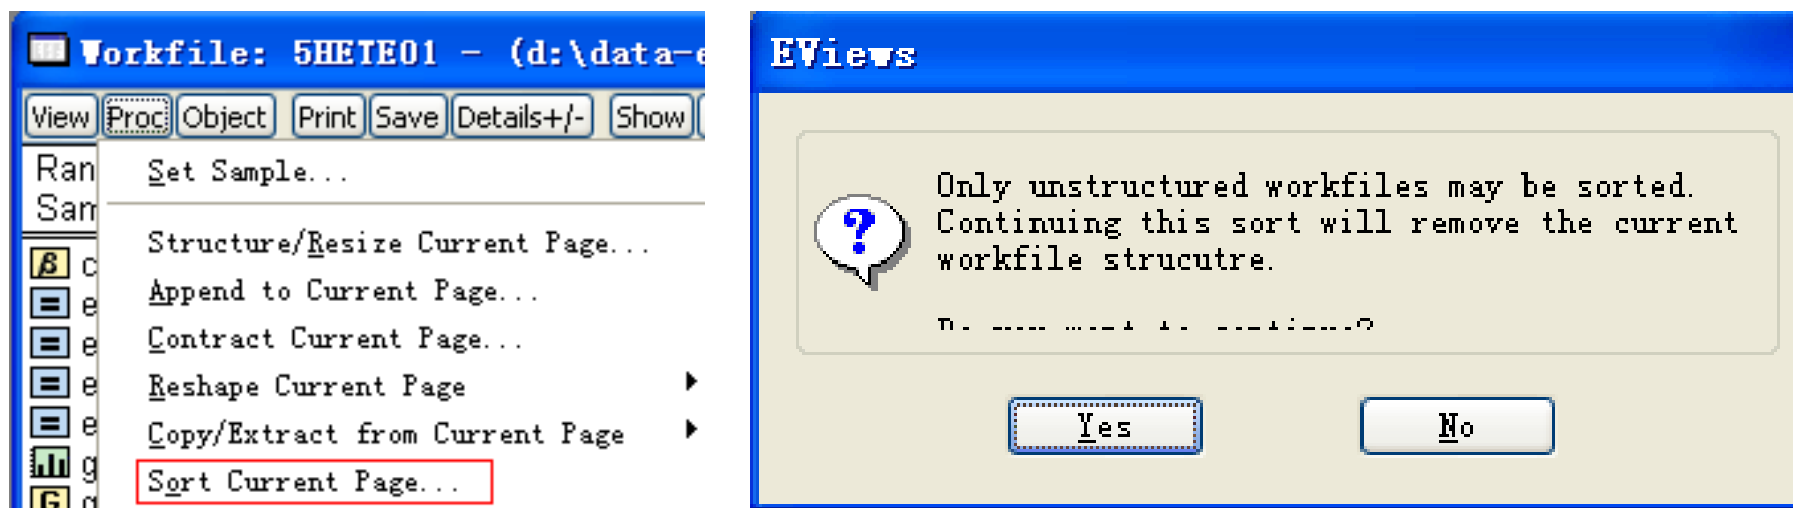 Workfile: 5HETE01 - (d:\data-e
View Proc Object Print Save Details+/- Show
Ran
Sam
Set Sample...
Structure/Resize Current Page...
Append to Current Page...
Contract Current Page...
Reshape Current Page
Copy/Extract from Current Page
Sort Current Page...
β c
e
e
e
e
g
G
EViews
Only unstructured workfiles may be sorted.
Continuing this sort will remove the current
workfile strucutre.
Yes
No